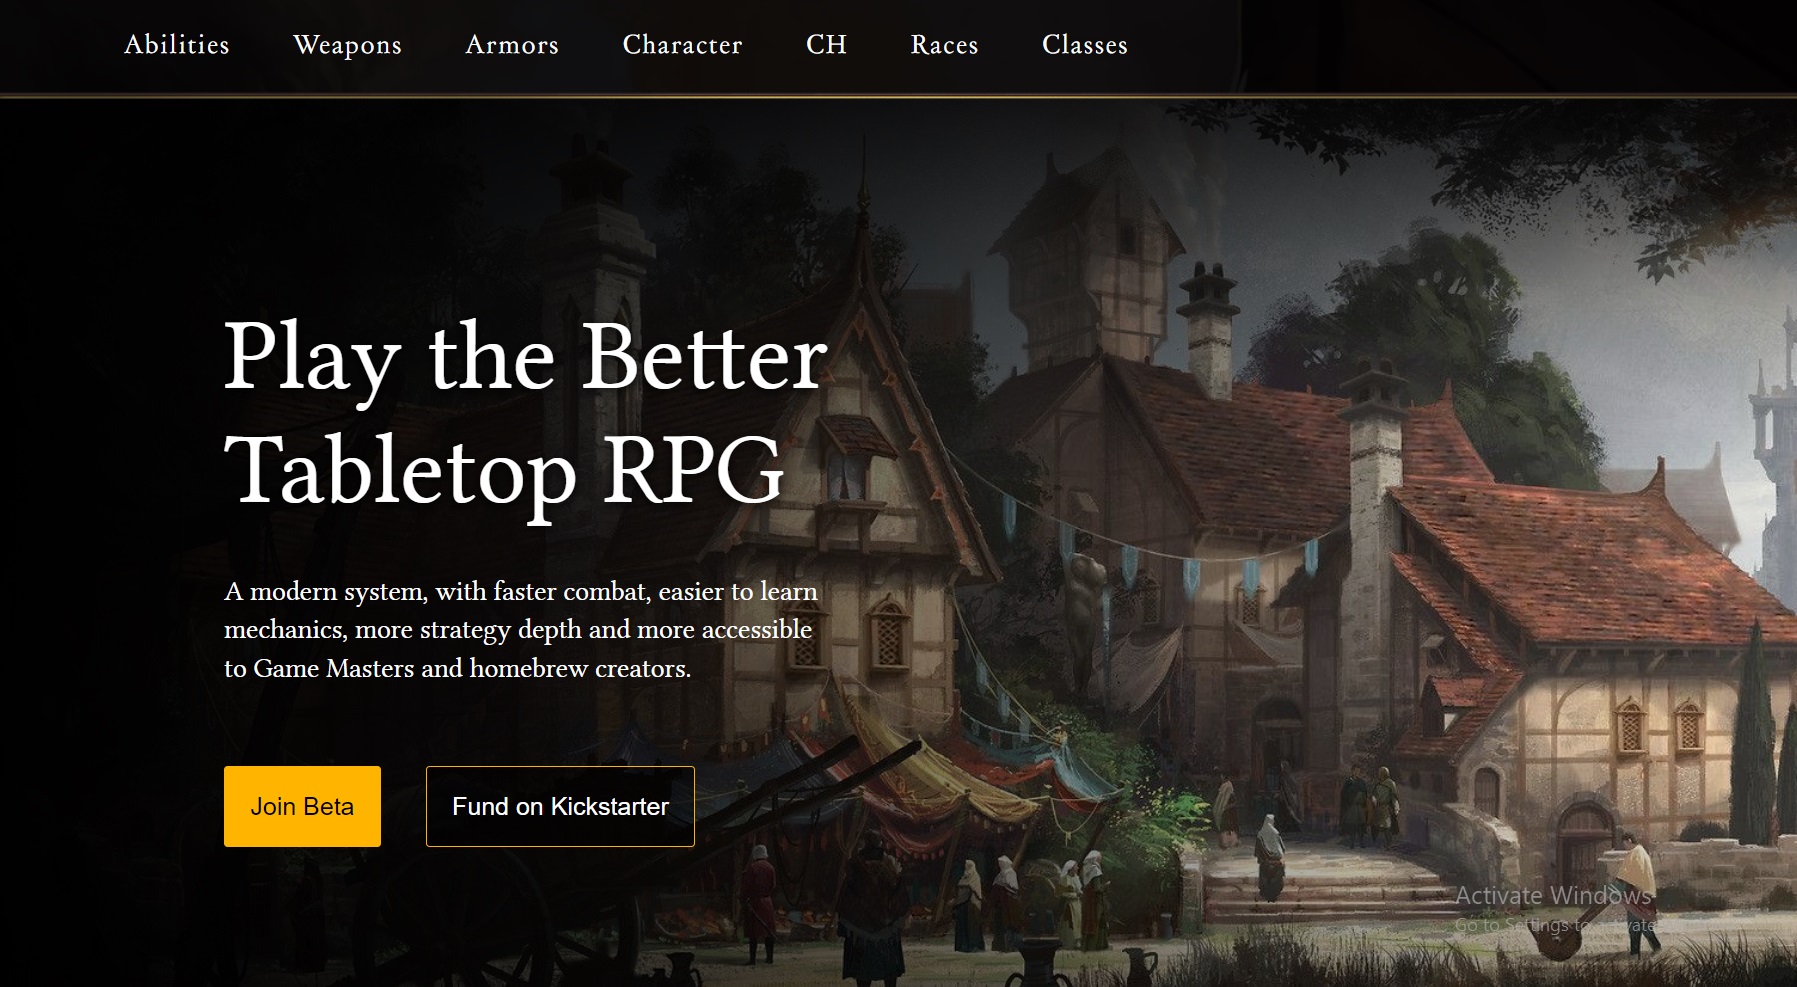 Abilities Weapons Armors Character CH Races Classes
Play the Better
Tabletop RPG
A modern system, with faster combat, easier to learn
mechanics, more strategy depth and more accessible
to Game Masters and homebrew creators.
Join Beta Fund on Kickstarter
Activate Windows
Go to Settings to activate